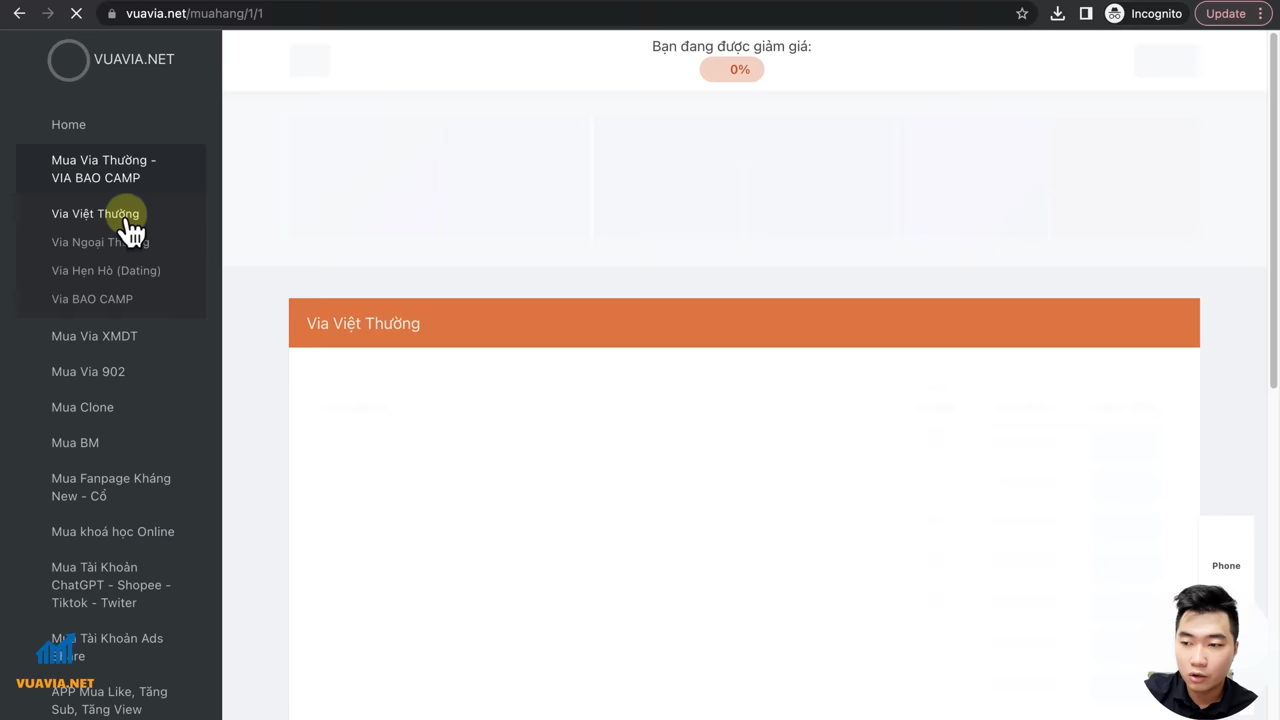 vuavia.net/muahang/1/1
Incognito
Update
VUAVIA.NET
Bạn đang được giảm giá:
0%
Home
Mua Via Thường -
VIA BAO CAMP
Via Việt Thường
Via Ngoại
Via Hẹn Hò (Dating)
Via BAO CAMP
Mua Via XMDT
Mua Via 902
Mua Clone
Mua BM
Mua Fanpage Kháng
New - Cổ
Mua khoá học Online
Mua Tài Khoản
ChatGPT - Shopee -
Tiktok - Twiter
Tài Khoản Ads
APP Mua Like, Tăng
Sub, Tăng View
VUAVIA.NET
Via Việt Thường
Phone